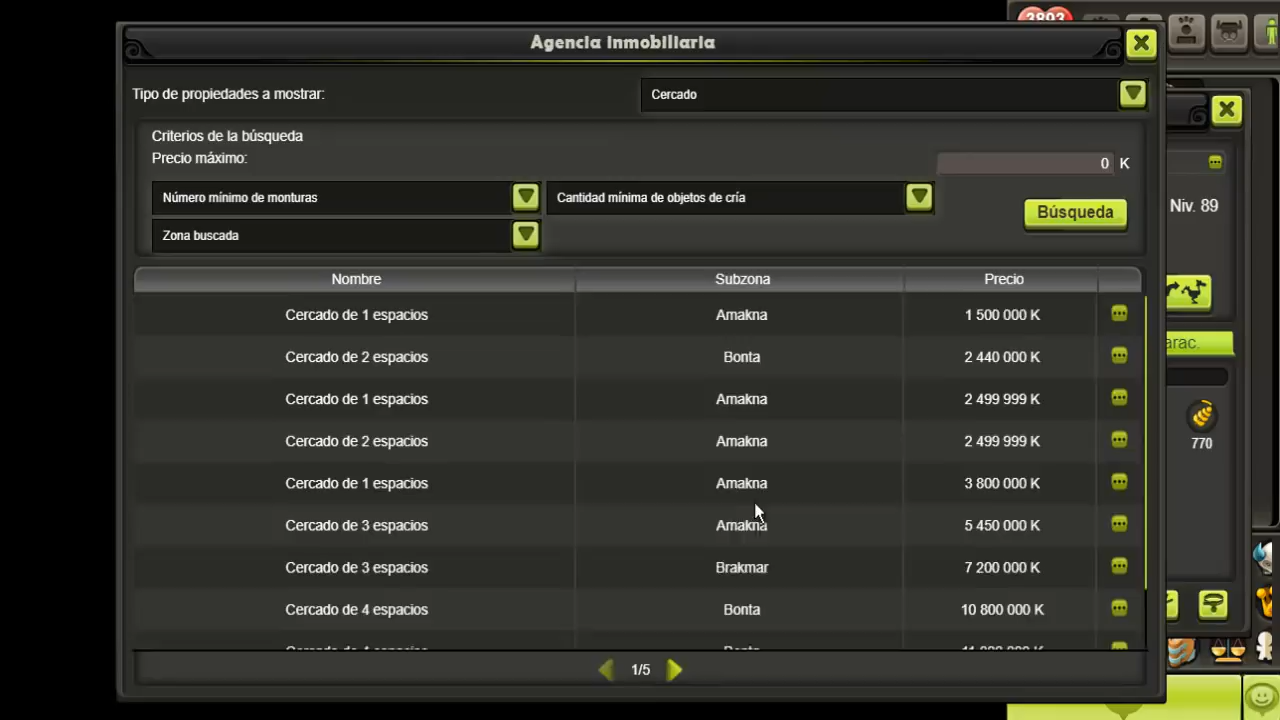 3893
Agencia inmobiliaria
Tipo de propiedades a mostrar:
Cercado
Criterios de la búsqueda
Precio máximo:
0 K
Número mínimo de monturas
Cantidad mínima de objetos de cría
Búsqueda
Niv. 89
Zona buscada
Nombre Subzona Precio
Cercado de 1 espacios Amakna 1 500 000 K
arac.
Cercado de 2 espacios Bonta 2 440 000 K
Cercado de 1 espacios Amakna 2 499 999 K
Cercado de 2 espacios Amakna 2 499 999 K
770
Cercado de 1 espacios Amakna 3 800 000 K
Cercado de 3 espacios Amakna 5 450 000 K
Cercado de 3 espacios Brakmar 7 200 000 K
Cercado de 4 espacios Bonta 10 800 000 K
1/5